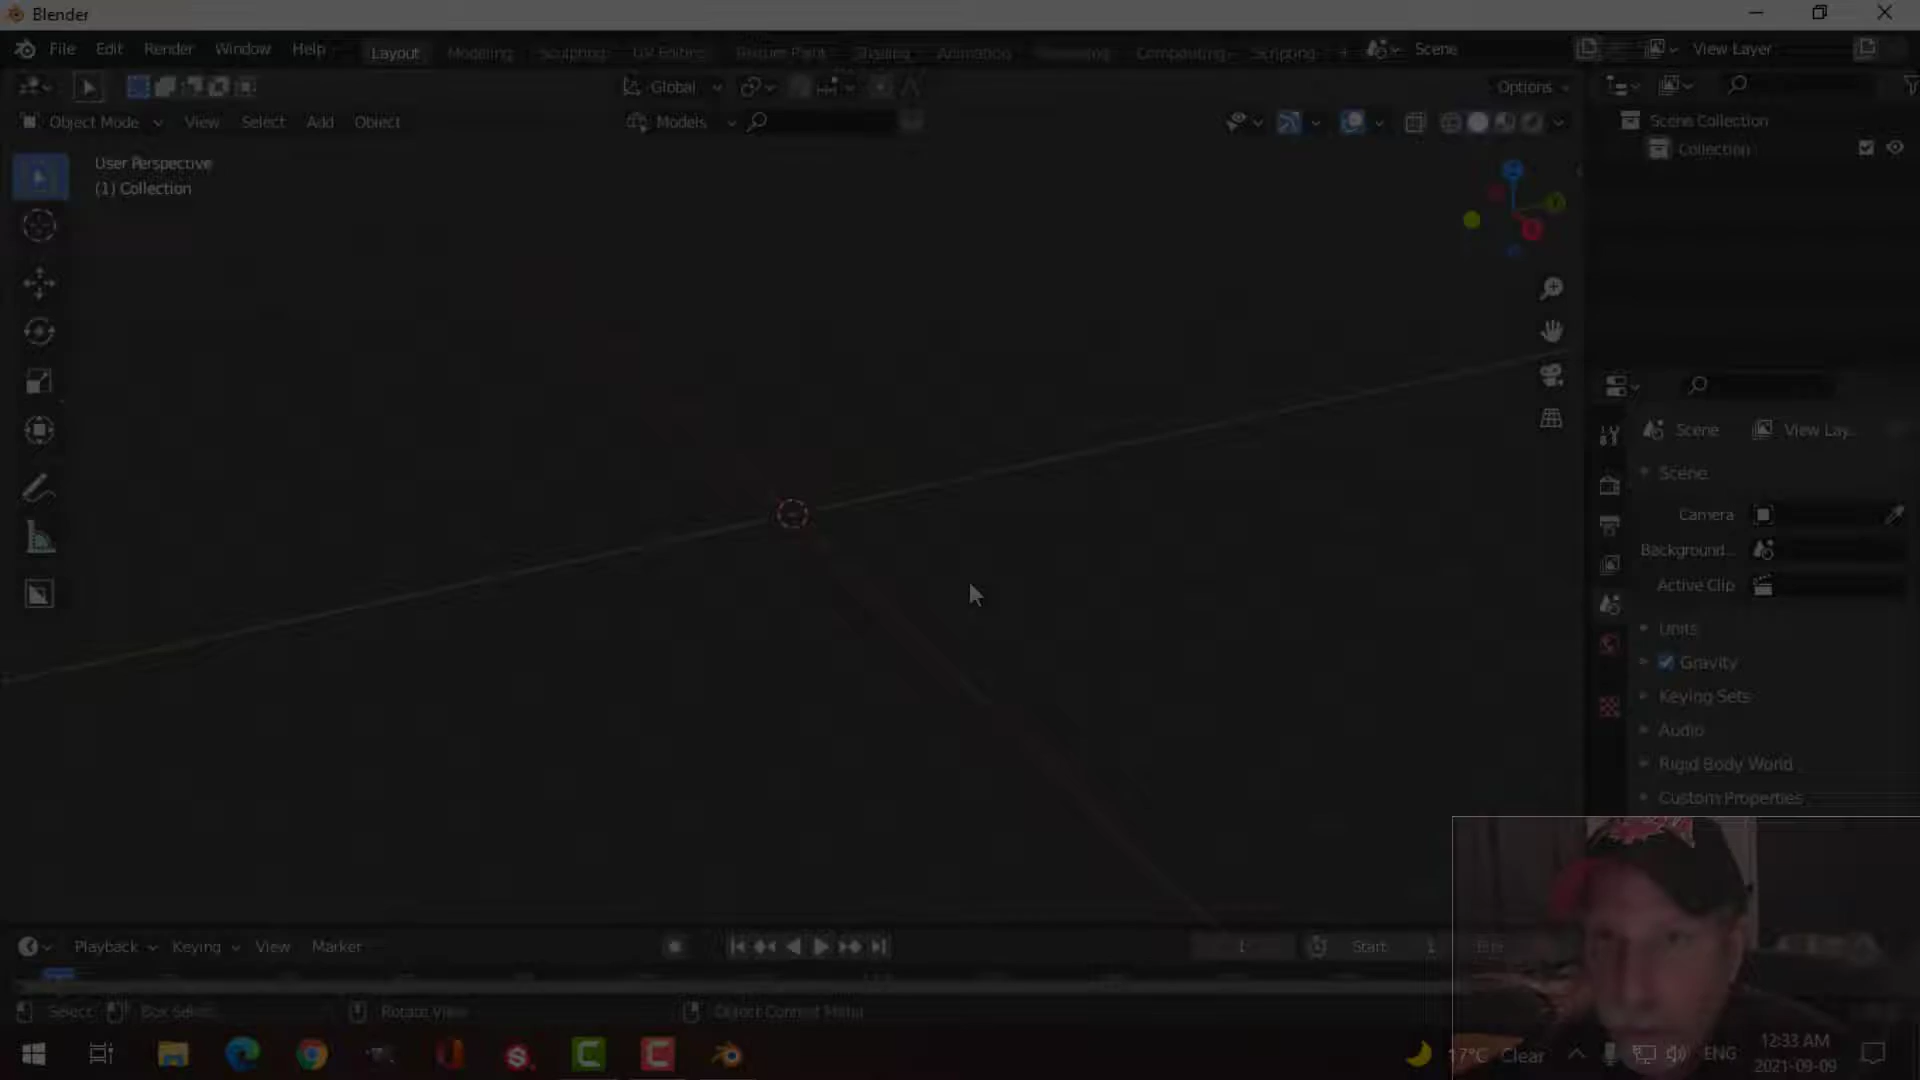 Blender
File Edit Render Window Help Layout Modeling Sculpting UV Editing Texture Paint Shading Animation Rendering Compositing Scripting + Scene View Layer
Global Options
Object Mode View Select Add Object Models
Scene Collection
Collection
User Perspective
(1) Collection
Scene View Lay...
Scene
Camera
Background...
Active Clip
Units
Gravity
Keying Sets
Audio
Rigid Body World
Custom Properties
Playback Keying View Marker 1 Start 1
Select Box Select Rotate View Object Context Menu
17°C Clear ENG 12:33 AM
2021-09-09